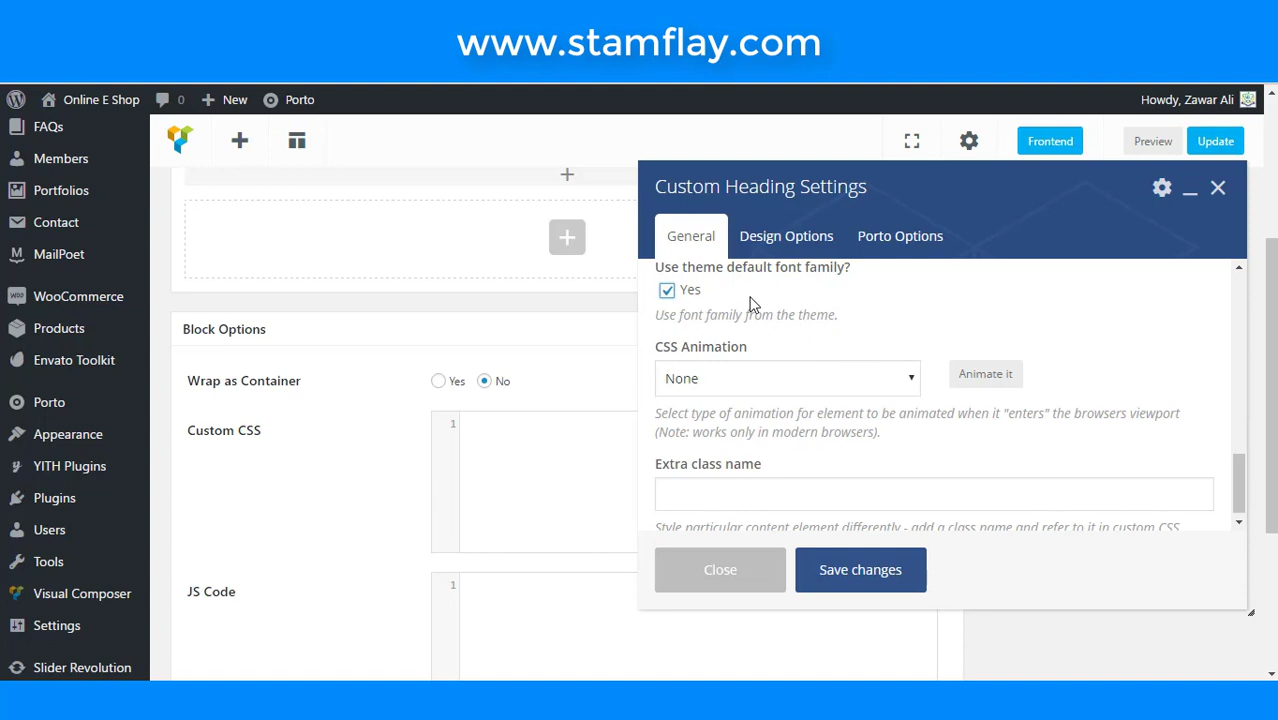 www.stamflay.com
Online E Shop 0 New Porto Howdy, Zawar Ali
FAQs
Members
Portfolios
Contact
MailPoet
WooCommerce
Products
Envato Toolkit
Porto
Appearance
YITH Plugins
Plugins
Users
Tools
Visual Composer
Settings
Slider Revolution
Frontend Preview Update
Block Options
Wrap as Container Yes No
Custom CSS 1
JS Code 1
Custom Heading Settings
General Design Options Porto Options
Use theme default font family?
Yes
Use font family from the theme.
CSS Animation
None Animate it
Select type of animation for element to be animated when it "enters" the browsers viewport
(Note: works only in modern browsers).
Extra class name
Style particular content element differently - add a class name and refer to it in custom CSS
Close Save changes